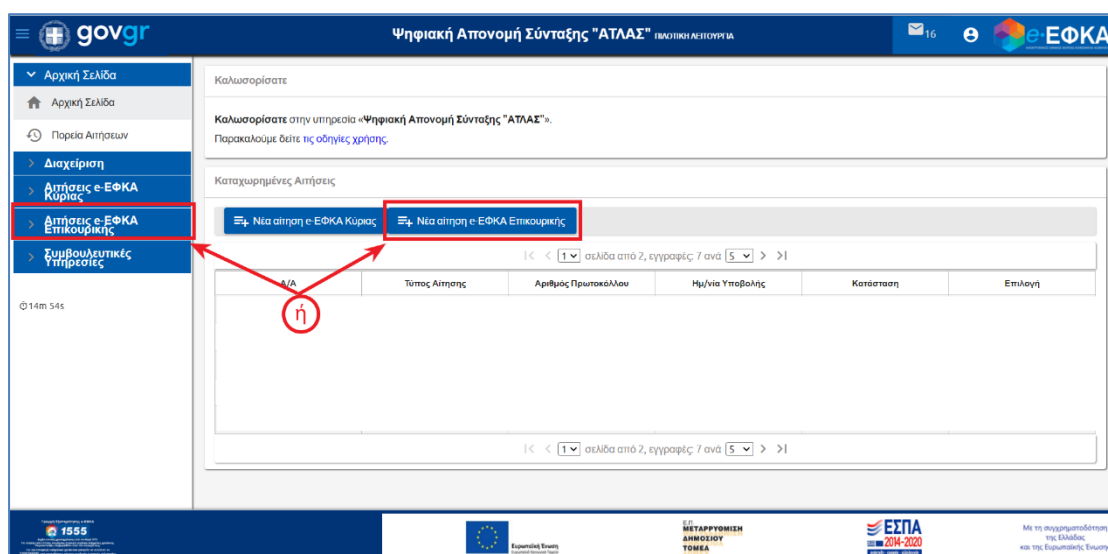 govgr
Ψηφιακή Απονομή Σύνταξης "ΑΤΛΑΣ" ΠΙΛΟΤΙΚΗ ΛΕΙΤΟΥΡΓΙΑ
16
e-ΕΦΚΑ
Αρχική Σελίδα
Αρχική Σελίδα
Πορεία Αιτήσεων
Διαχείριση
Αιτήσεις e-ΕΦΚΑ
Κύριας
Αιτήσεις e-ΕΦΚΑ
Επικουρικής
Συμβουλευτικές
Υπηρεσίες
14m 54s
Καλωσορίσατε
Καλωσορίσατε στην υπηρεσία «Ψηφιακή Απονομή Σύνταξης "ΑΤΛΑΣ"».
Παρακαλούμε δείτε τις οδηγίες χρήσης.
Καταχωρημένες Αιτήσεις
Νέα αίτηση e-ΕΦΚΑ Κύριας
Νέα αίτηση e-ΕΦΚΑ Επικουρικής
1 σελίδα από 2, εγγραφές: 7 ανά 5
Α/Α Τύπος Αίτησης Αριθμός Πρωτοκόλλου Ημ/νία Υποβολής Κατάσταση Επιλογή
ή
1 σελίδα από 2, εγγραφές: 7 ανά 5
1555
Ευρωπαϊκή Ένωση
Ε.Π.
ΜΕΤΑΡΡΥΘΜΙΣΗ
ΔΗΜΟΣΙΟΥ
ΤΟΜΕΑ
ΕΣΠΑ
2014-2020
Με τη συγχρηματοδότηση
της Ελλάδας
και της Ευρωπαϊκής Ένωσης